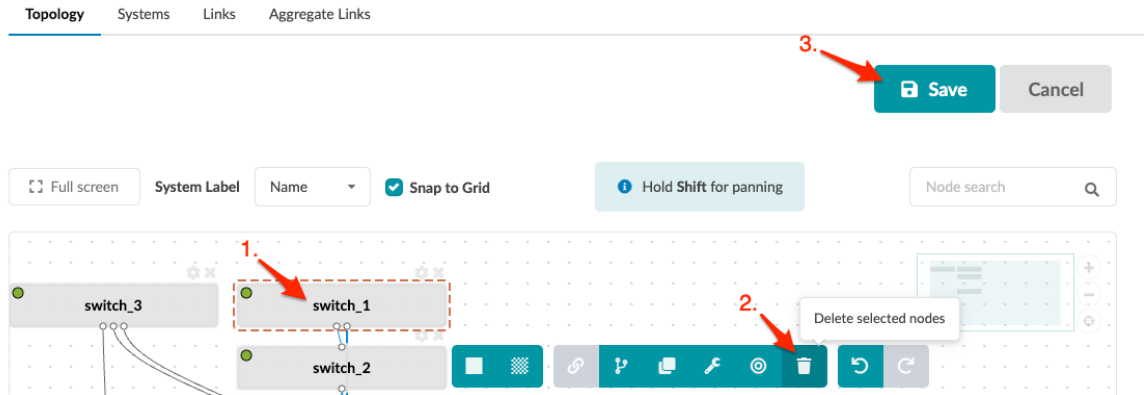 Topology Systems Links Aggregate Links
3.
Save Cancel
Full screen System Label Name Snap to Grid Hold Shift for panning Node search
1.
switch_3 switch_1
2.
Delete selected nodes
switch_2